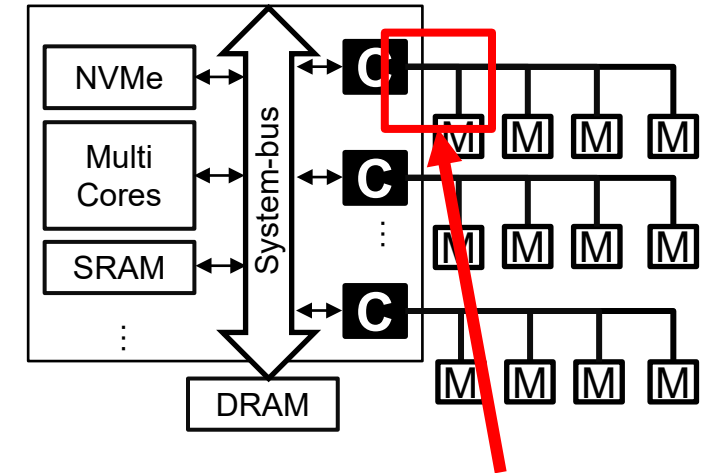 NVMe
Multi
Cores
SRAM
⋮
System-bus
DRAM
C
M M M M
C
M M M M
⋮
C
M M M M